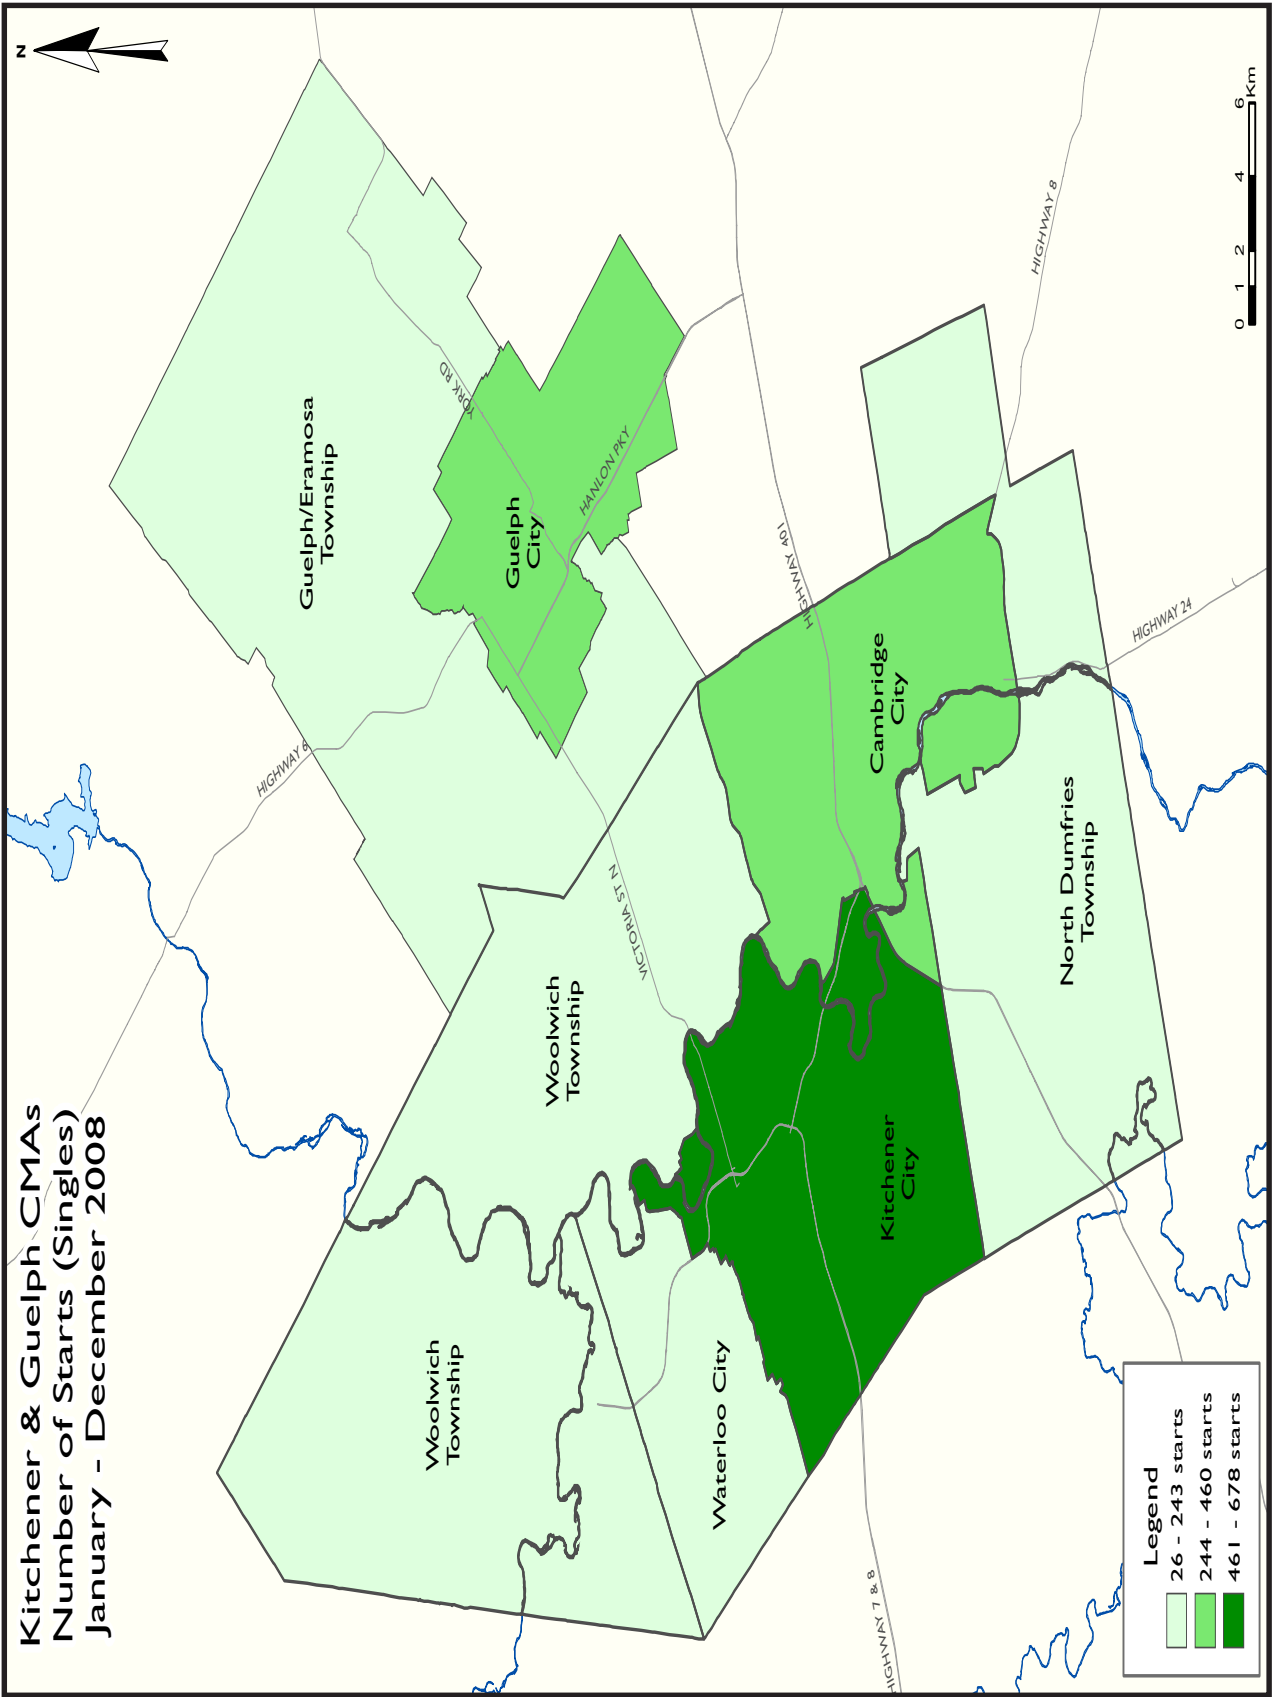 Kitchener & Guelph CMAs
Number of Starts (Singles)
January - December 2008
N
Guelph/Eramosa
Township
YORK RD
Guelph
City
HANLON PKY
HIGHWAY 6
HIGHWAY 401
HIGHWAY 8
Woolwich
Township
VICTORIA ST N
Cambridge
City
HIGHWAY 24
Woolwich
Township
Waterloo City
Kitchener
City
North Dumfries
Township
HIGHWAY 7 & 8
Legend
26 - 243 starts
244 - 460 starts
461 - 678 starts
0 1 2 4 6
Km